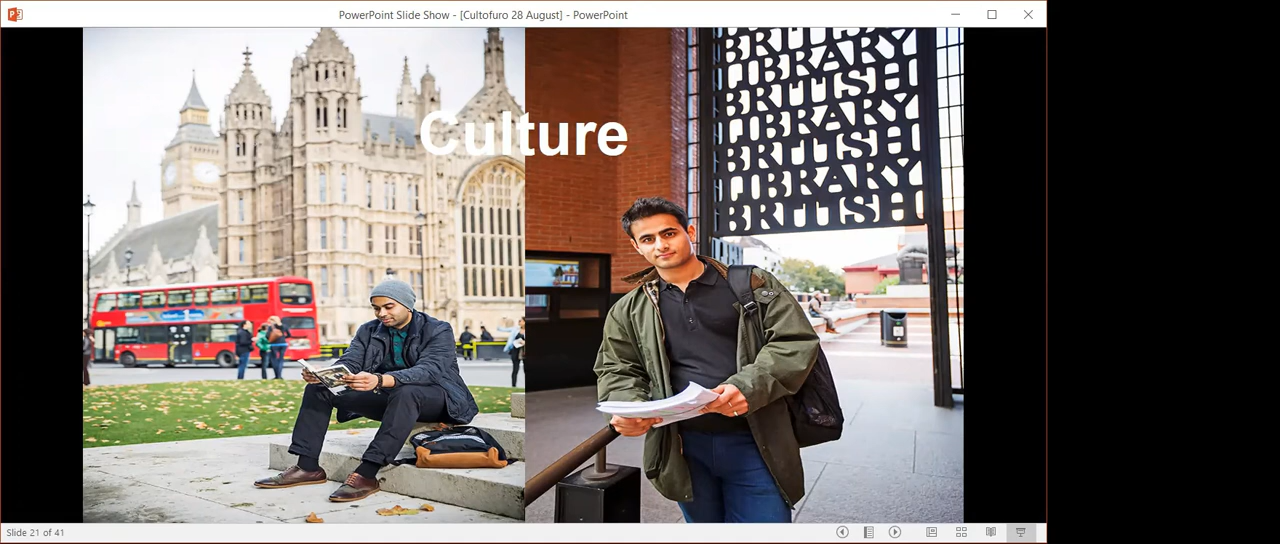 PowerPoint Slide Show - [Cultofuro 28 August] - PowerPoint
Culture
BRITISH
LIBRARY
BRITISH
LIBRARY
BRITISH
LIBRARY
BRITISH
Slide 21 of 41